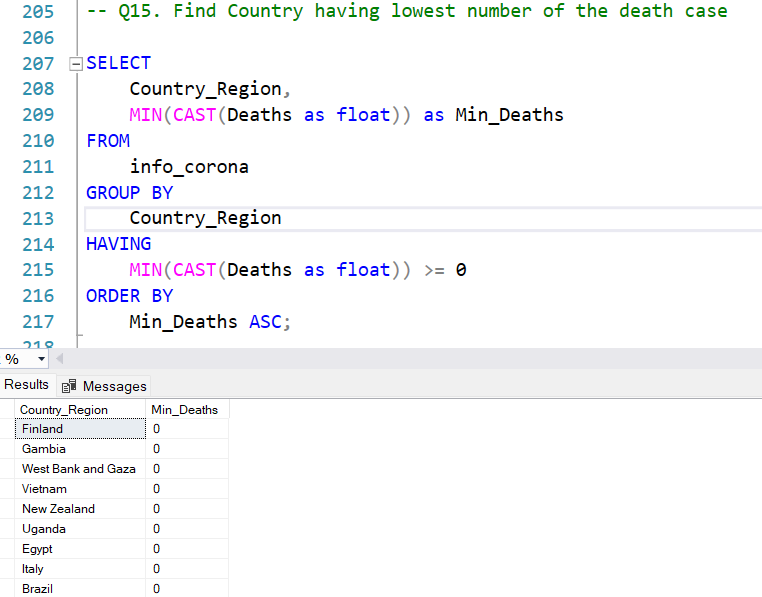 205 -- Q15. Find Country having lowest number of the death case
206
207 SELECT
208 Country_Region,
209 MIN(CAST(Deaths as float)) as Min_Deaths
210 FROM
211 info_corona
212 GROUP BY
213 Country_Region
214 HAVING
215 MIN(CAST(Deaths as float)) >= 0
216 ORDER BY
217 Min_Deaths ASC;
218
%
Results Messages
Country_Region Min_Deaths
Finland 0
Gambia 0
West Bank and Gaza 0
Vietnam 0
New Zealand 0
Uganda 0
Egypt 0
Italy 0
Brazil 0